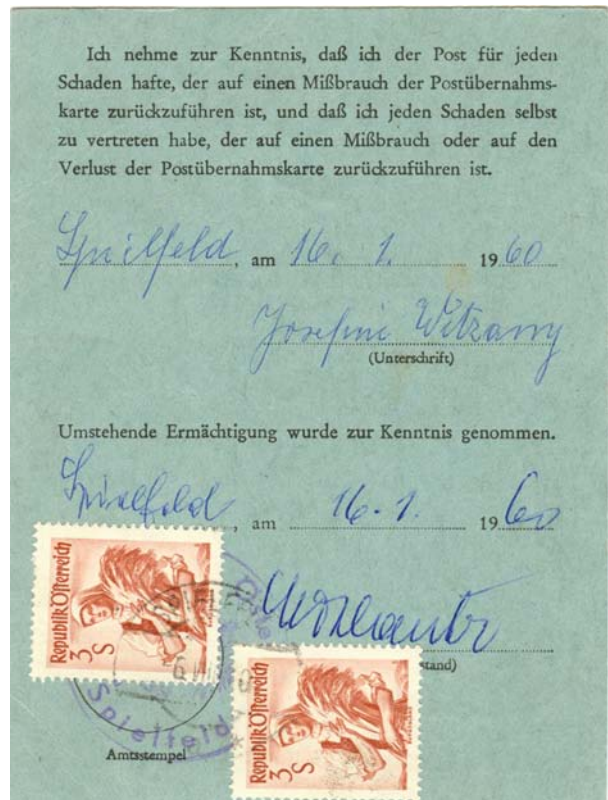 Ich nehme zur Kenntnis, daß ich der Post für jeden
Schaden hafte, der auf einen Mißbrauch der Postübernahms-
karte zurückzuführen ist, und daß ich jeden Schaden selbst
zu vertreten habe, der auf einen Mißbrauch oder auf den
Verlust der Postübernahmskarte zurückzuführen ist.
Spielfeld, am 16. 1. 1960
Josefine Witzany
(Unterschrift)
Umstehende Ermächtigung wurde zur Kenntnis genommen.
Spielfeld, am 16. 1. 1960
stand)
Republik Österreich
3 S
Republik Österreich
3 S
Spielfeld
Amtsstempel